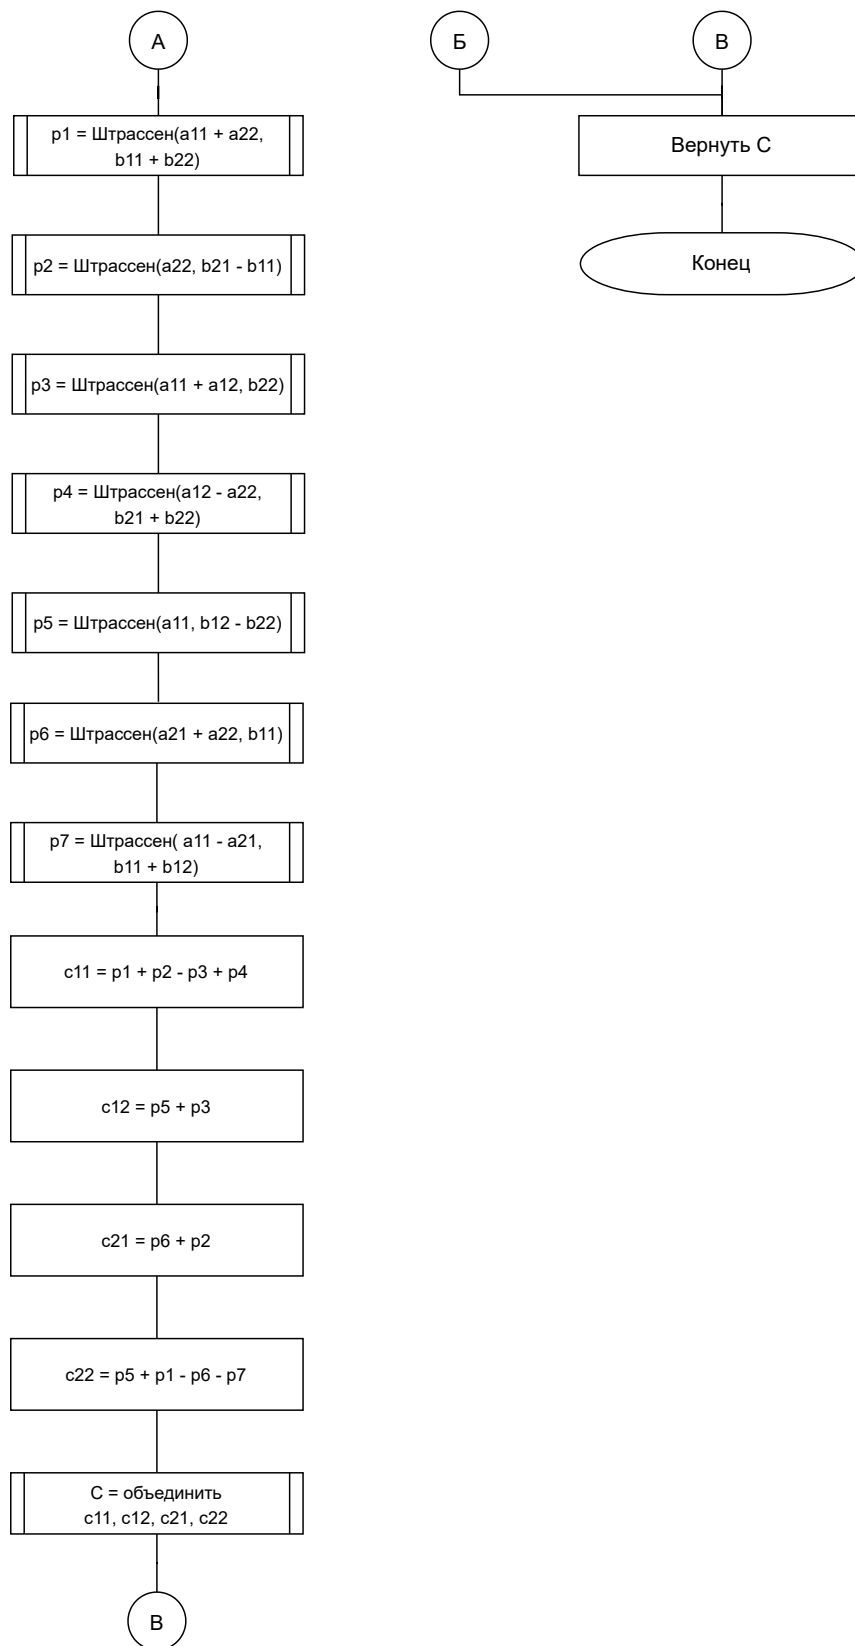 А
p1 = Штрассен(a11 + a22,
b11 + b22)
p2 = Штрассен(a22, b21 - b11)
p3 = Штрассен(a11 + a12, b22)
p4 = Штрассен(a12 - a22,
b21 + b22)
p5 = Штрассен(a11, b12 - b22)
p6 = Штрассен(a21 + a22, b11)
p7 = Штрассен( a11 - a21,
b11 + b12)
c11 = p1 + p2 - p3 + p4
c12 = p5 + p3
c21 = p6 + p2
c22 = p5 + p1 - p6 - p7
C = объединить
c11, c12, c21, c22
В
Б
В
Вернуть C
Конец